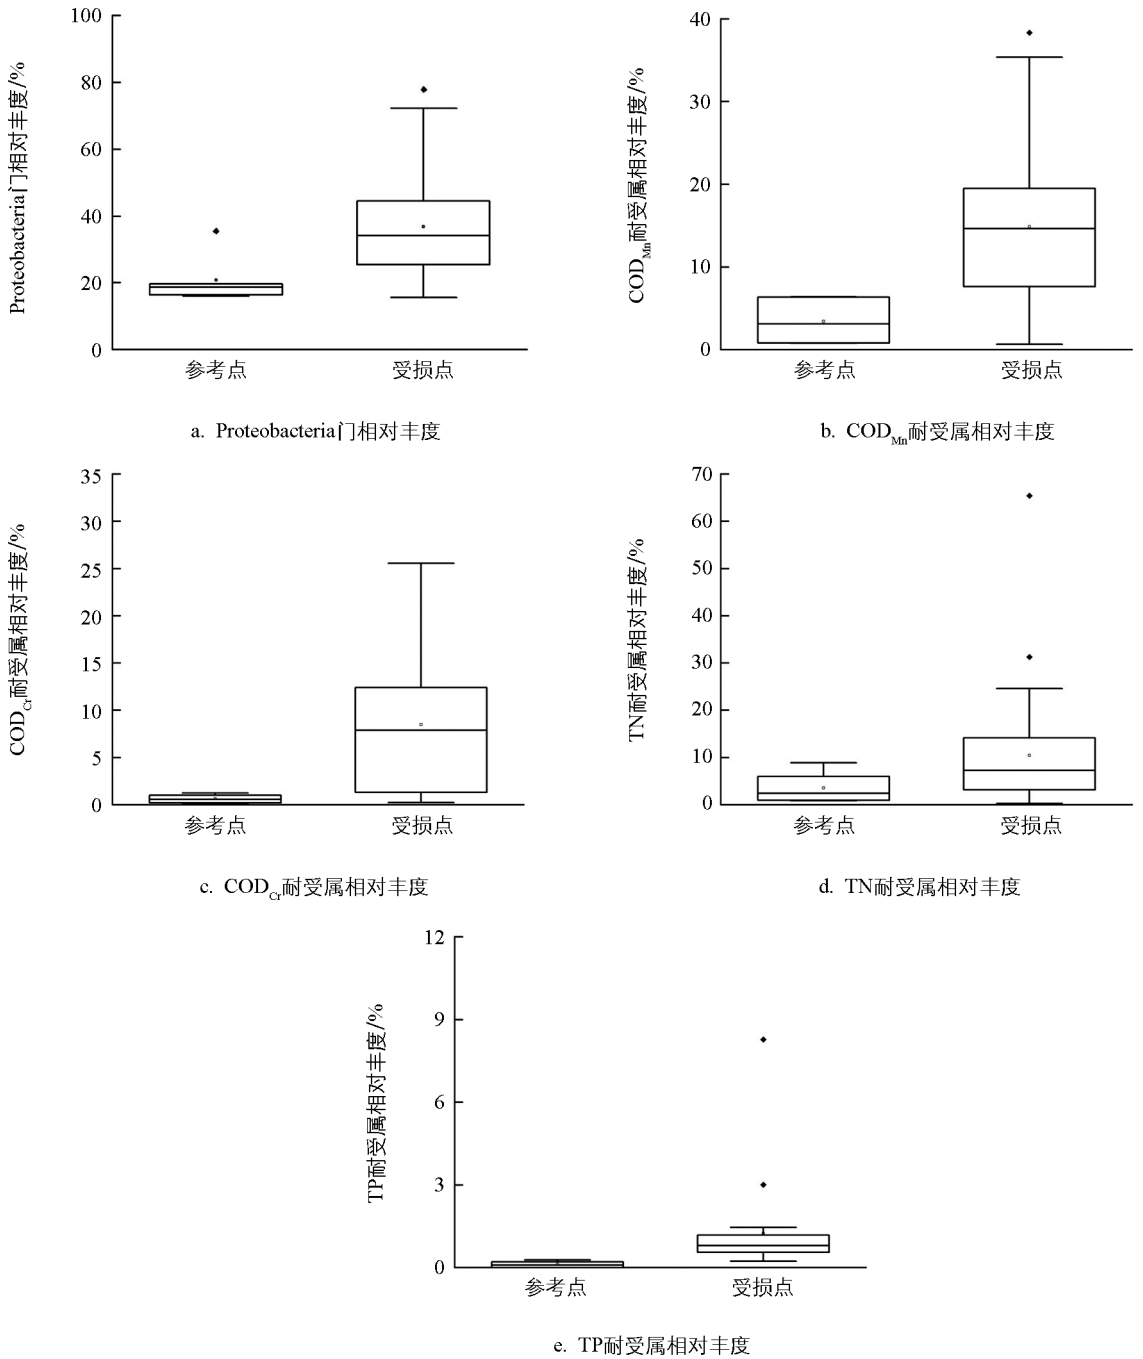 Proteobacteria门相对丰度/%
100
80
60
40
20
0
参考点 受损点
a. Proteobacteria门相对丰度
COD_Mn耐受属相对丰度/%
40
30
20
10
0
参考点 受损点
b. COD_Mn耐受属相对丰度
COD_Cr耐受属相对丰度/%
35
30
25
20
15
10
5
0
参考点 受损点
c. COD_Cr耐受属相对丰度
TN耐受属相对丰度/%
70
60
50
40
30
20
10
0
参考点 受损点
d. TN耐受属相对丰度
TP耐受属相对丰度/%
12
9
6
3
0
参考点 受损点
e. TP耐受属相对丰度